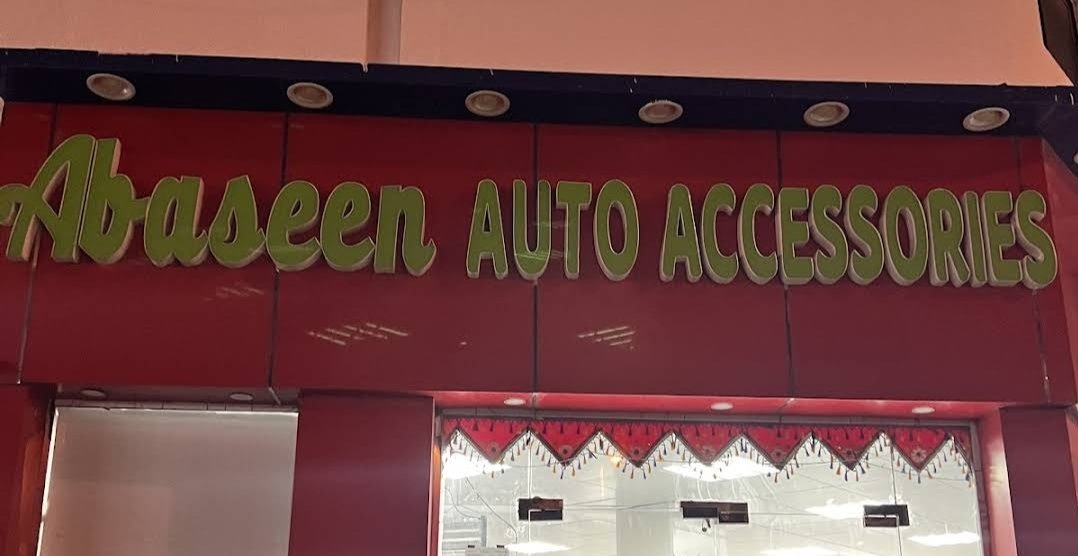 Abaseen AUTO ACCESSORIES